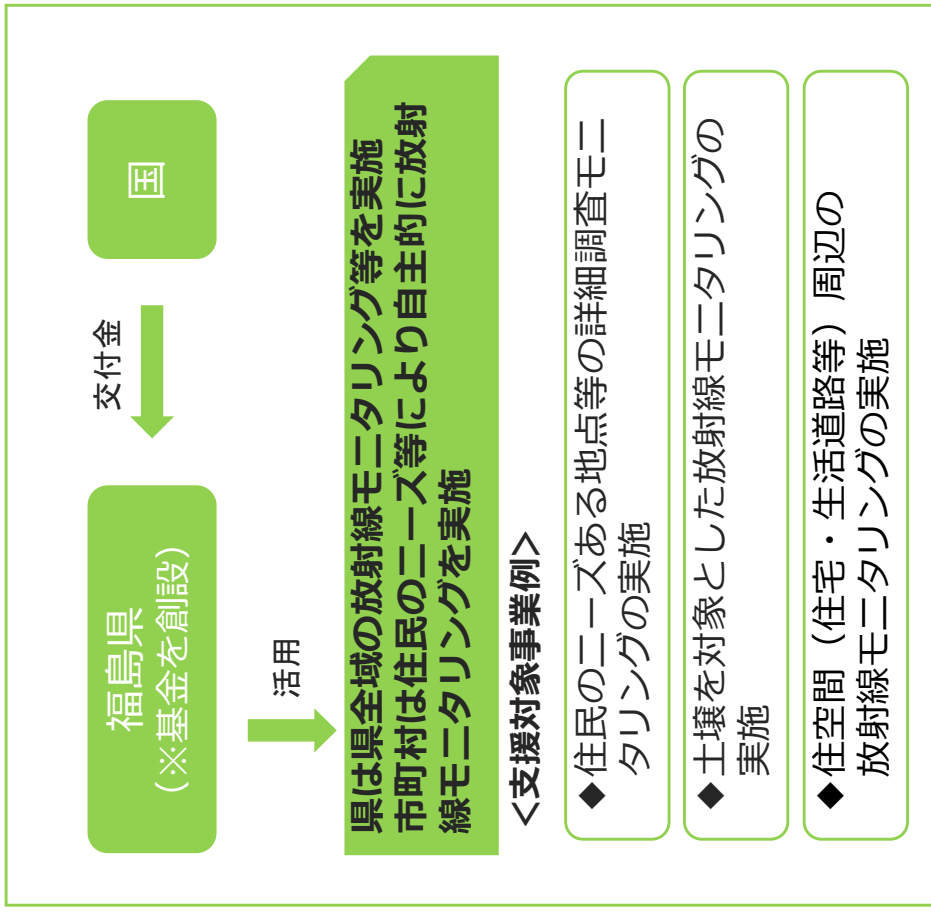 福島県
(※基金を創設)
交付金
国
活用
県は県全域の放射線モニタリング等を実施
市町村は住民のニーズ等により自主的に放射
線モニタリングを実施
＜支援対象事業例＞
◆住民のニーズある地点等の詳細調査モニ
タリングの実施
◆土壌を対象とした放射線モニタリングの
実施
◆住空間（住宅・生活道路等）周辺の
放射線モニタリングの実施